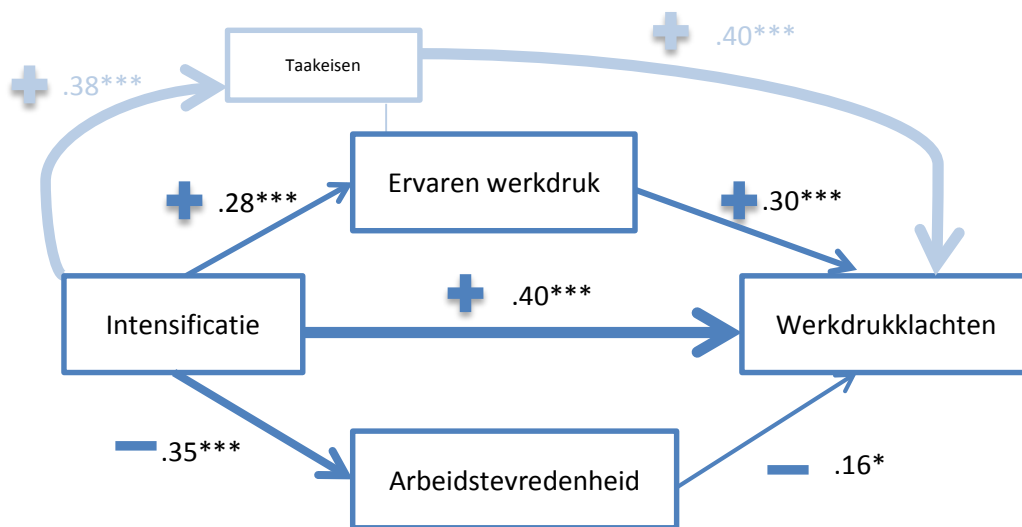 .40***
Taakeisen
.38***
Ervaren werkdruk
.28***
.30***
.40***
Intensificatie
Werkdrukklachten
.35***
.16*
Arbeidstevredenheid